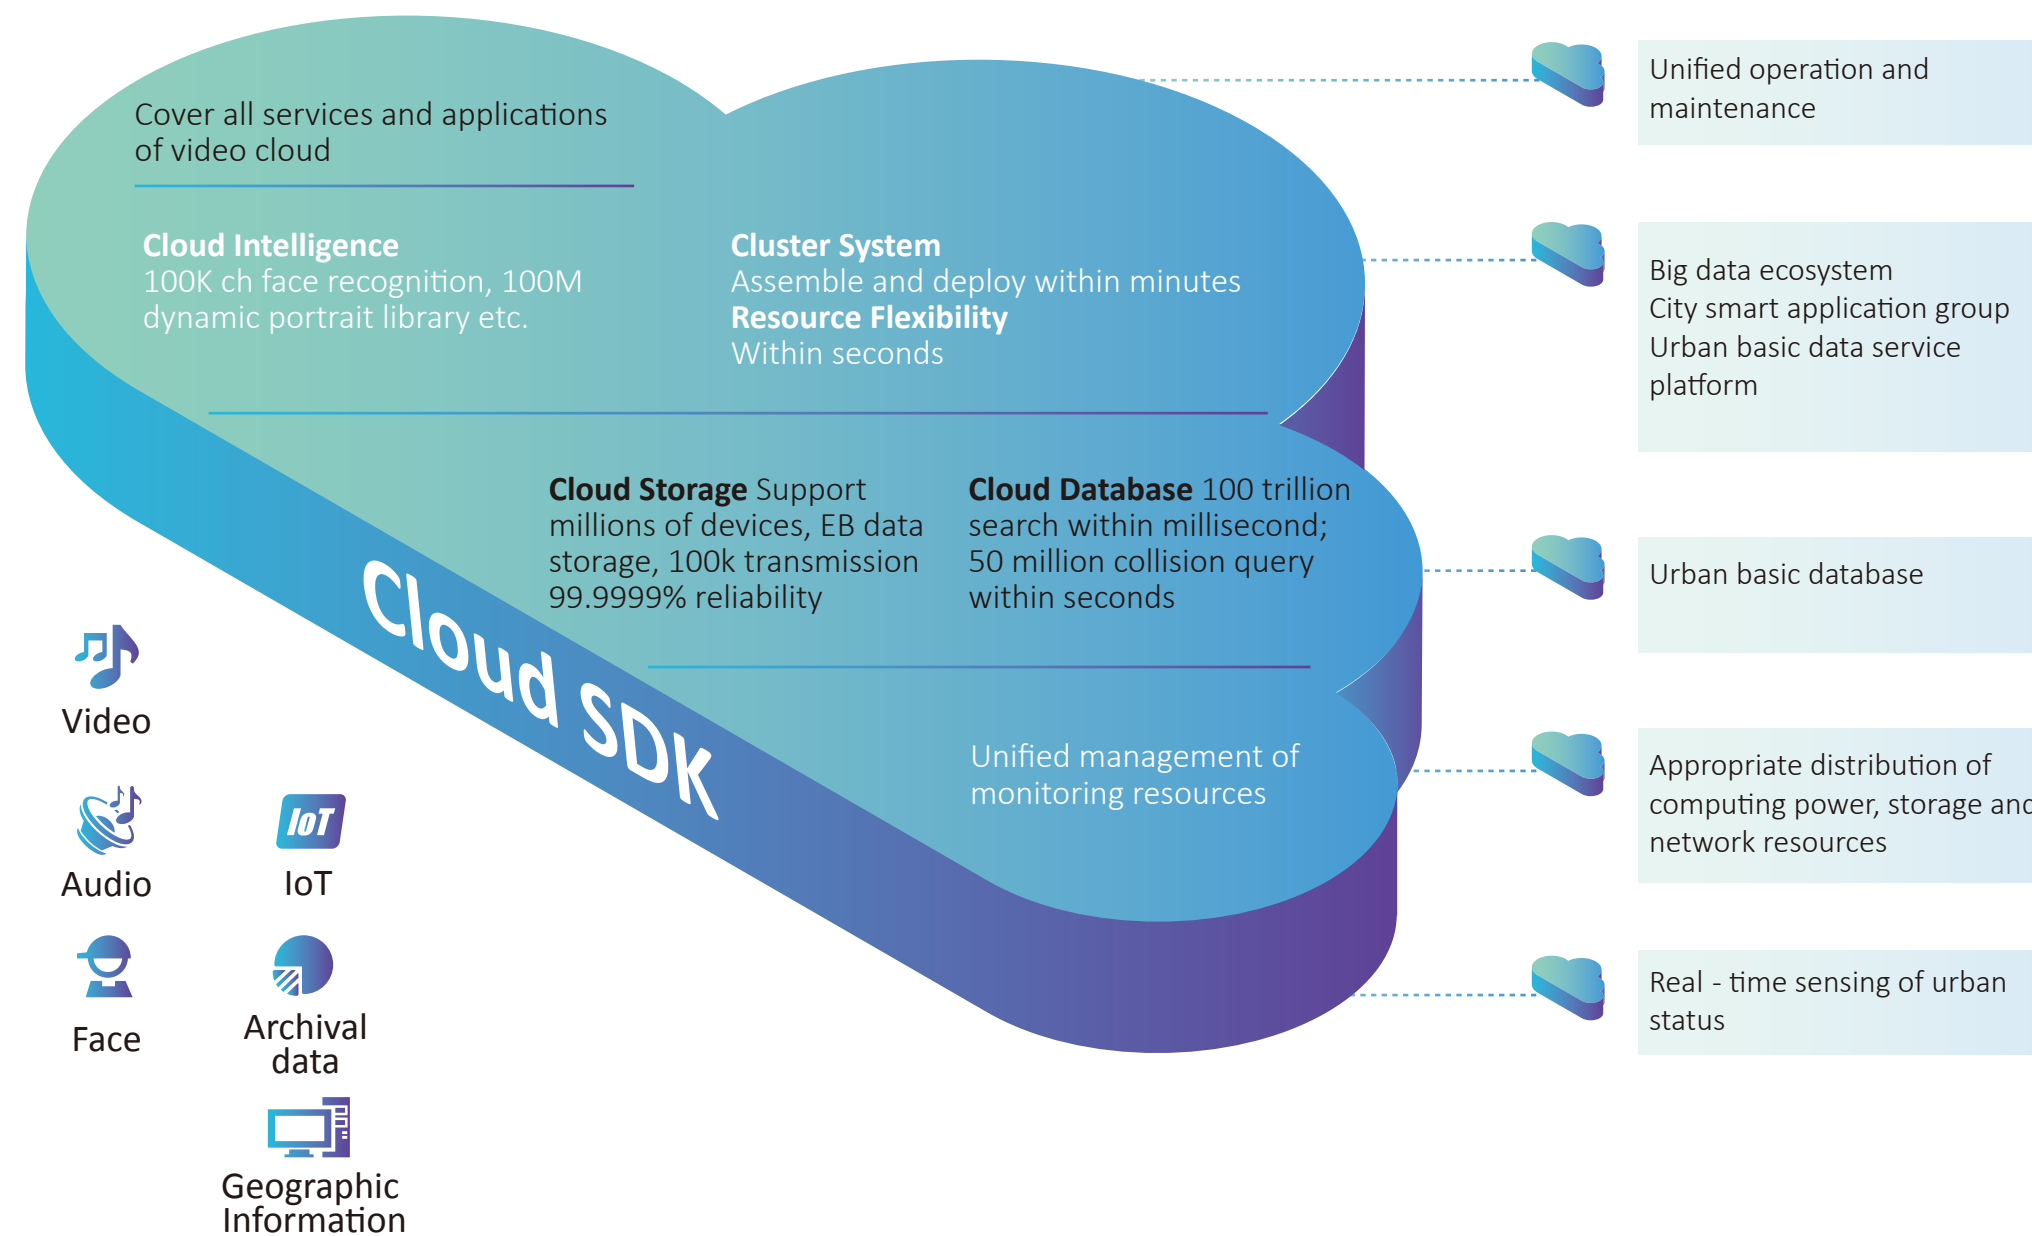 Cover all services and applications
of video cloud
Cloud Intelligence
100K ch face recognition, 100M
dynamic portrait library etc.
Cluster System
Assemble and deploy within minutes
Resource Flexibility
Within seconds
Cloud Storage Support
millions of devices, EB data
storage, 100k transmission
99.9999% reliability
Cloud Database 100 trillion
search within millisecond;
50 million collision query
within seconds
Unified management of
monitoring resources
Cloud SDK
Video
Audio
Face
IoT
IoT
Archival
data
Geographic
Information
Unified operation and
maintenance
Big data ecosystem
City smart application group
Urban basic data service
platform
Urban basic database
Appropriate distribution of
computing power, storage and
network resources
Real - time sensing of urban
status